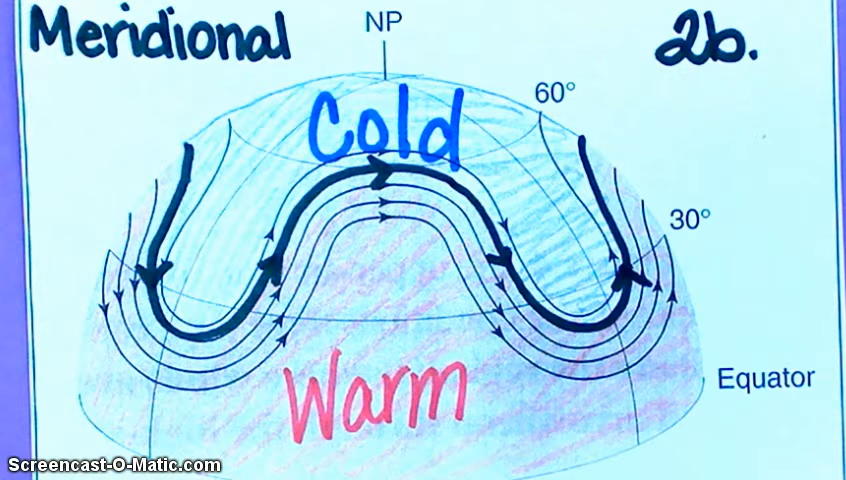 Meridional
NP
2b.
60°
Cold
30°
Warm
Equator
Screencast-O-Matic.com